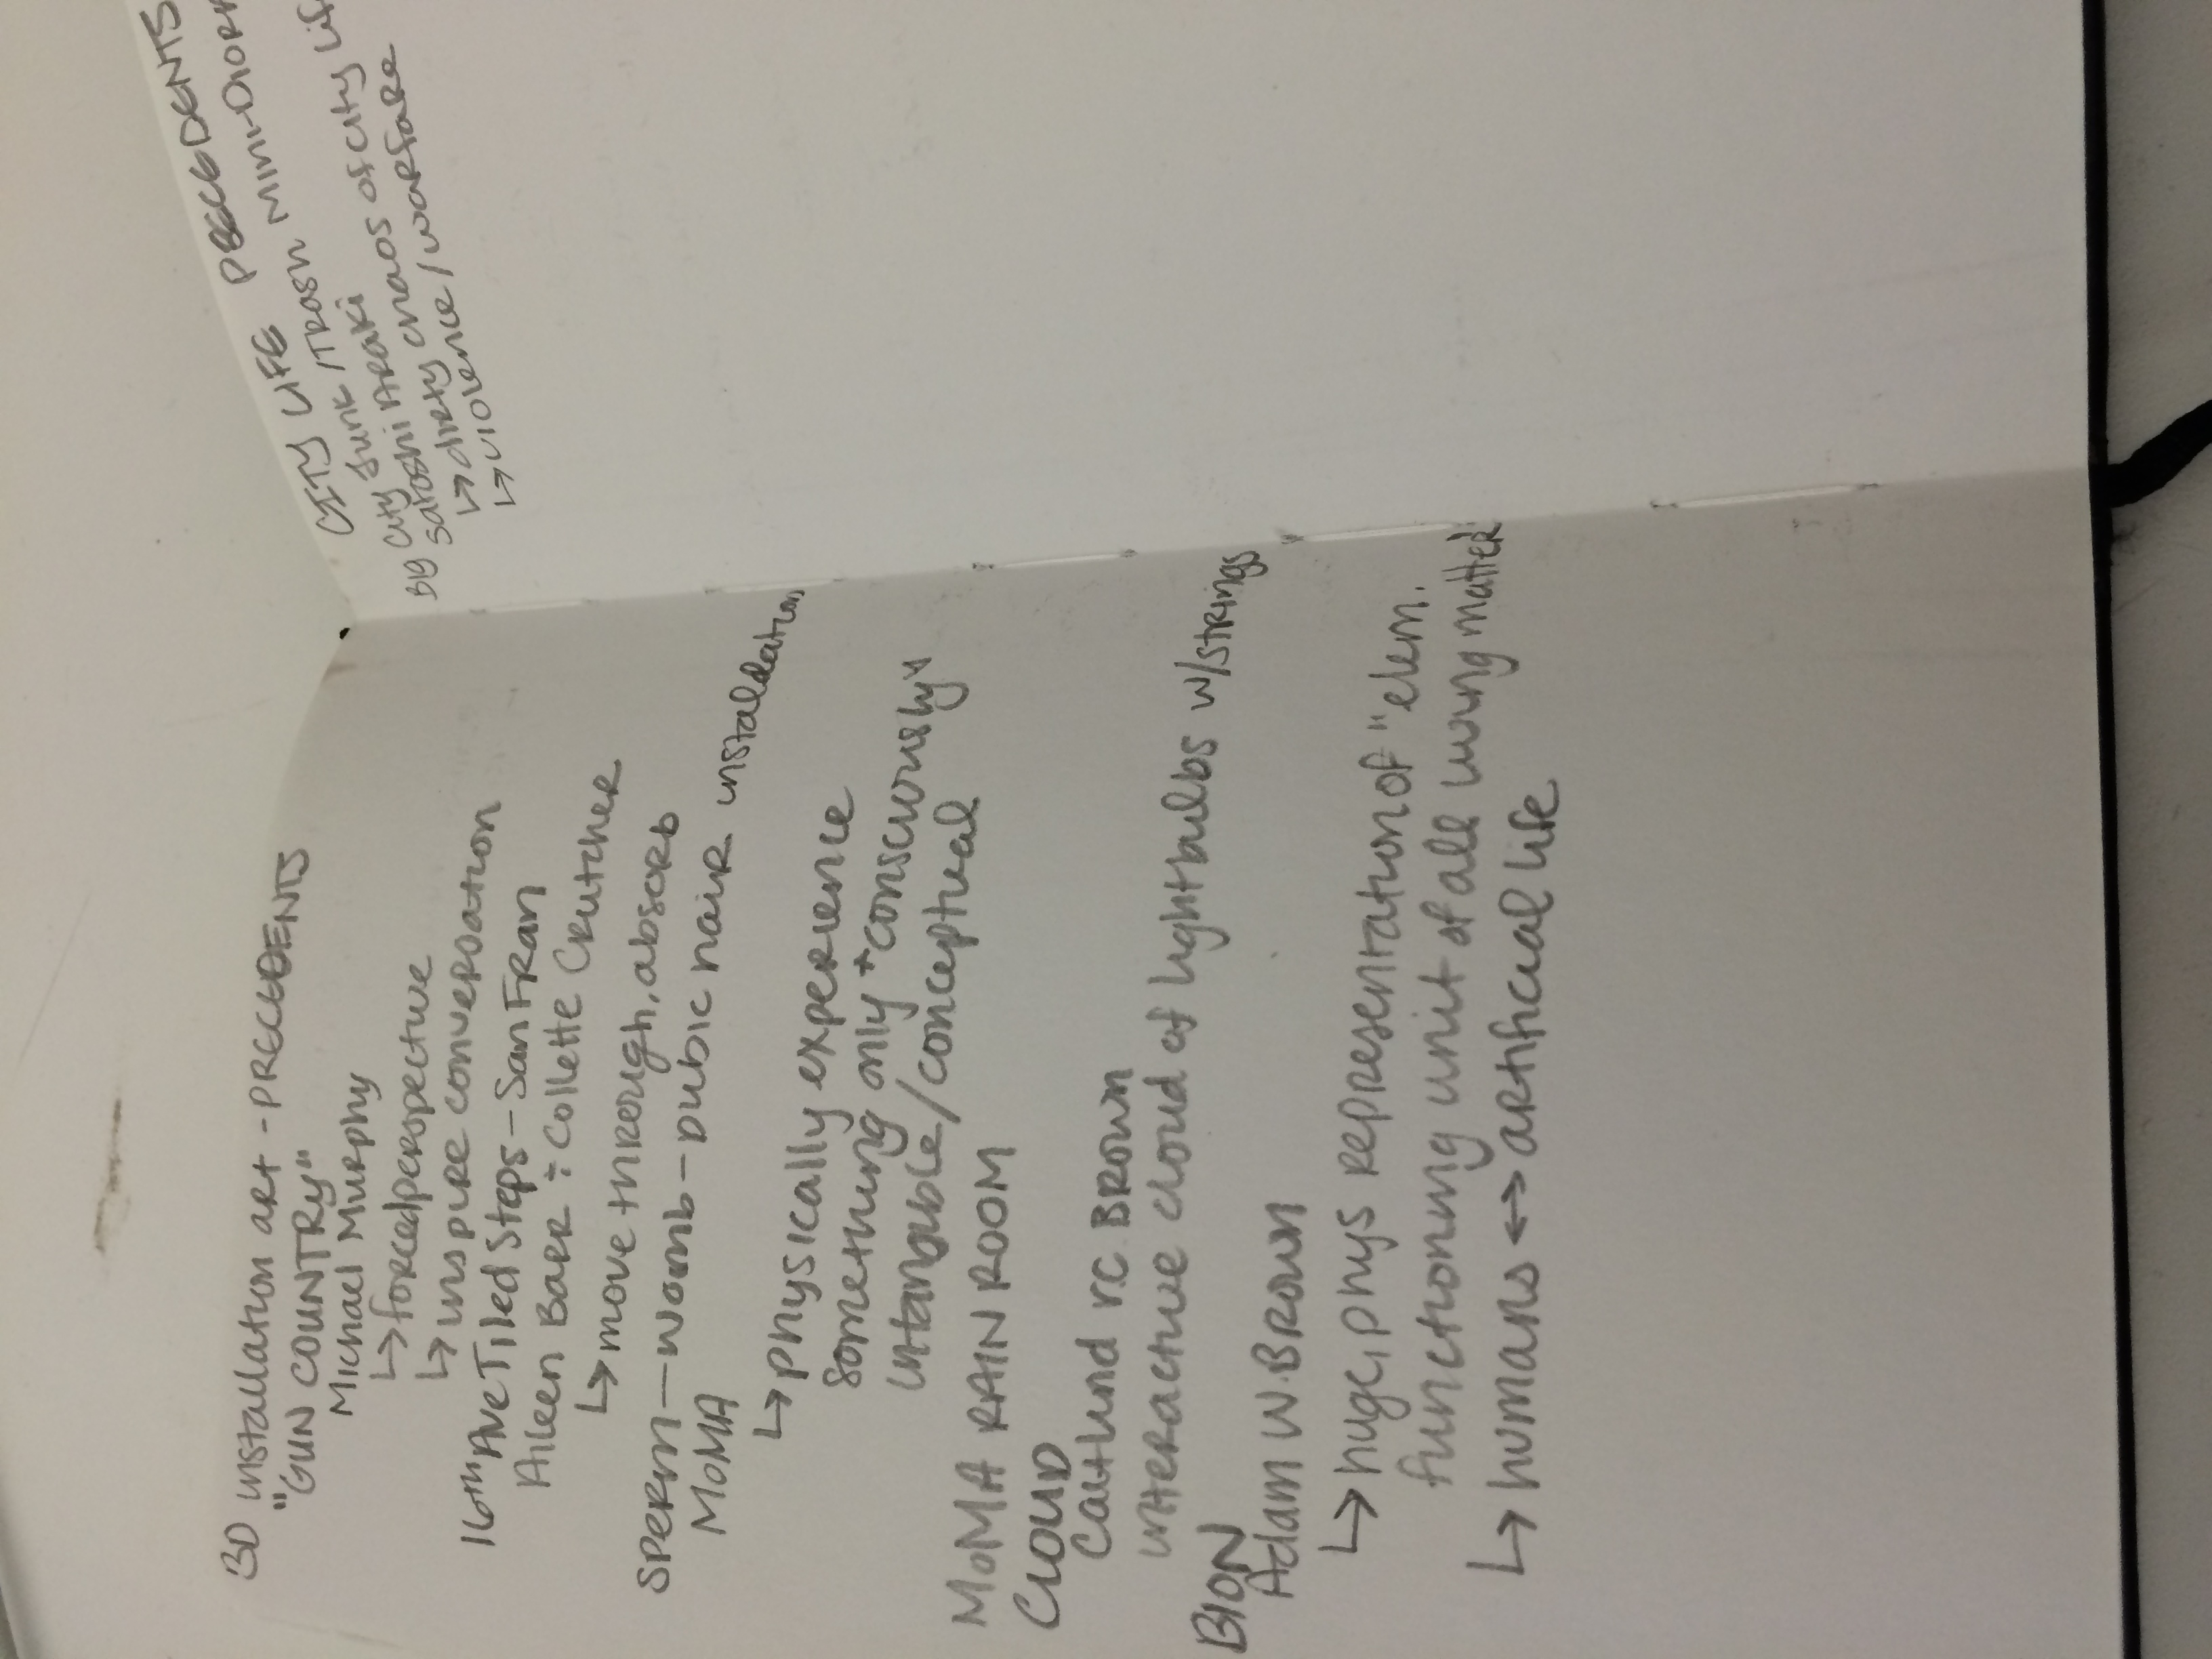 3D installation art - PRECEDENTS
"GUN COUNTRY"
Michael Murphy
↳ forced perspective
↳ inspire conversation
16th Ave Tiled Steps - San Fran
Aileen Barr + Collette Crutcher
↳ move through, absorb
Sperm — womb - pubic hair installation
MoMA
↳ physically experience
something only *consciously*
intangible/conceptual
MoMA RAIN ROOM
CLOUD
Caitlind r.c. Brown
interactive cloud of lightbulbs w/strings
BION
Adam W. Brown
↳ huge, phys representation of "elem.
functioning unit of all living matter"
↳ humans ↔ artificial life
CITY LIFE PRECEDENTS
Big City Junk / Trash Mini-Dior
Satoshi Araki
↳ dirty chaos of city lif
↳ violence / warfare